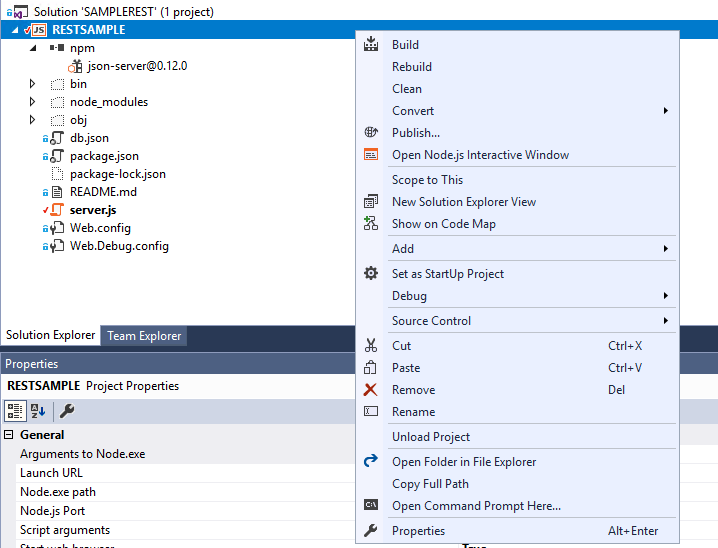 Solution 'SAMPLEREST' (1 project)
RESTSAMPLE
npm
json-server@0.12.0
bin
node_modules
obj
db.json
package.json
package-lock.json
README.md
server.js
Web.config
Web.Debug.config
Solution Explorer
Team Explorer
Build
Rebuild
Clean
Convert
Publish...
Open Node.js Interactive Window
Scope to This
New Solution Explorer View
Show on Code Map
Add
Set as StartUp Project
Debug
Source Control
Cut Ctrl+X
Paste Ctrl+V
Remove Del
Rename
Unload Project
Open Folder in File Explorer
Copy Full Path
Open Command Prompt Here...
Properties Alt+Enter
Properties
RESTSAMPLE Project Properties
General
Arguments to Node.exe
Launch URL
Node.exe path
Node.js Port
Script arguments
Start web browser True